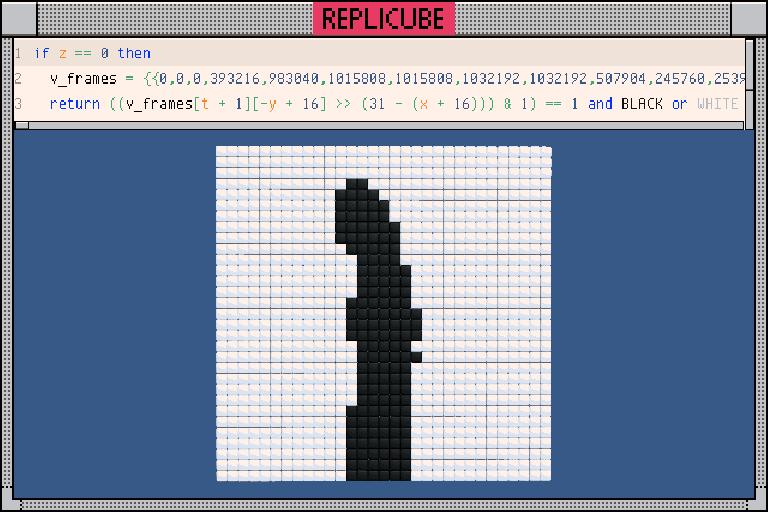 REPLICUBE
1 if z == 0 then
2 v_frames = {{0,0,0,393216,983040,1015808,1015808,1032192,1032192,507904,245760,2539
3 return ((v_frames[t + 1][-y + 16] >> (31 - (x + 16))) & 1) == 1 and BLACK or WHITE